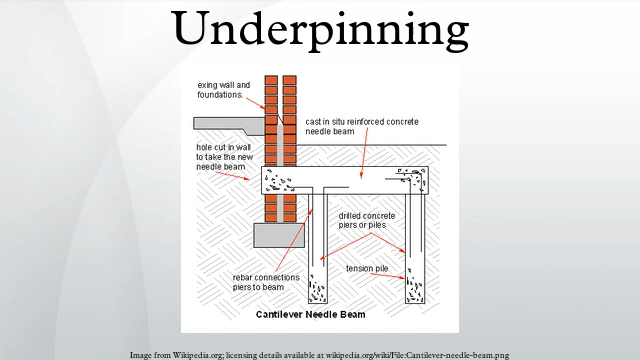 Underpinning
exing wall and
foundations.
cast in situ reinforced concrete
needle beam
hole cut in wall
to take the new
needle beam
drilled concrete
piers or piles
tension pile
rebar connections
piers to beam
Cantilever Needle Beam
Image from Wikipedia.org; licensing details available at wikipedia.org/wiki/File:Cantilever-needle-beam.png